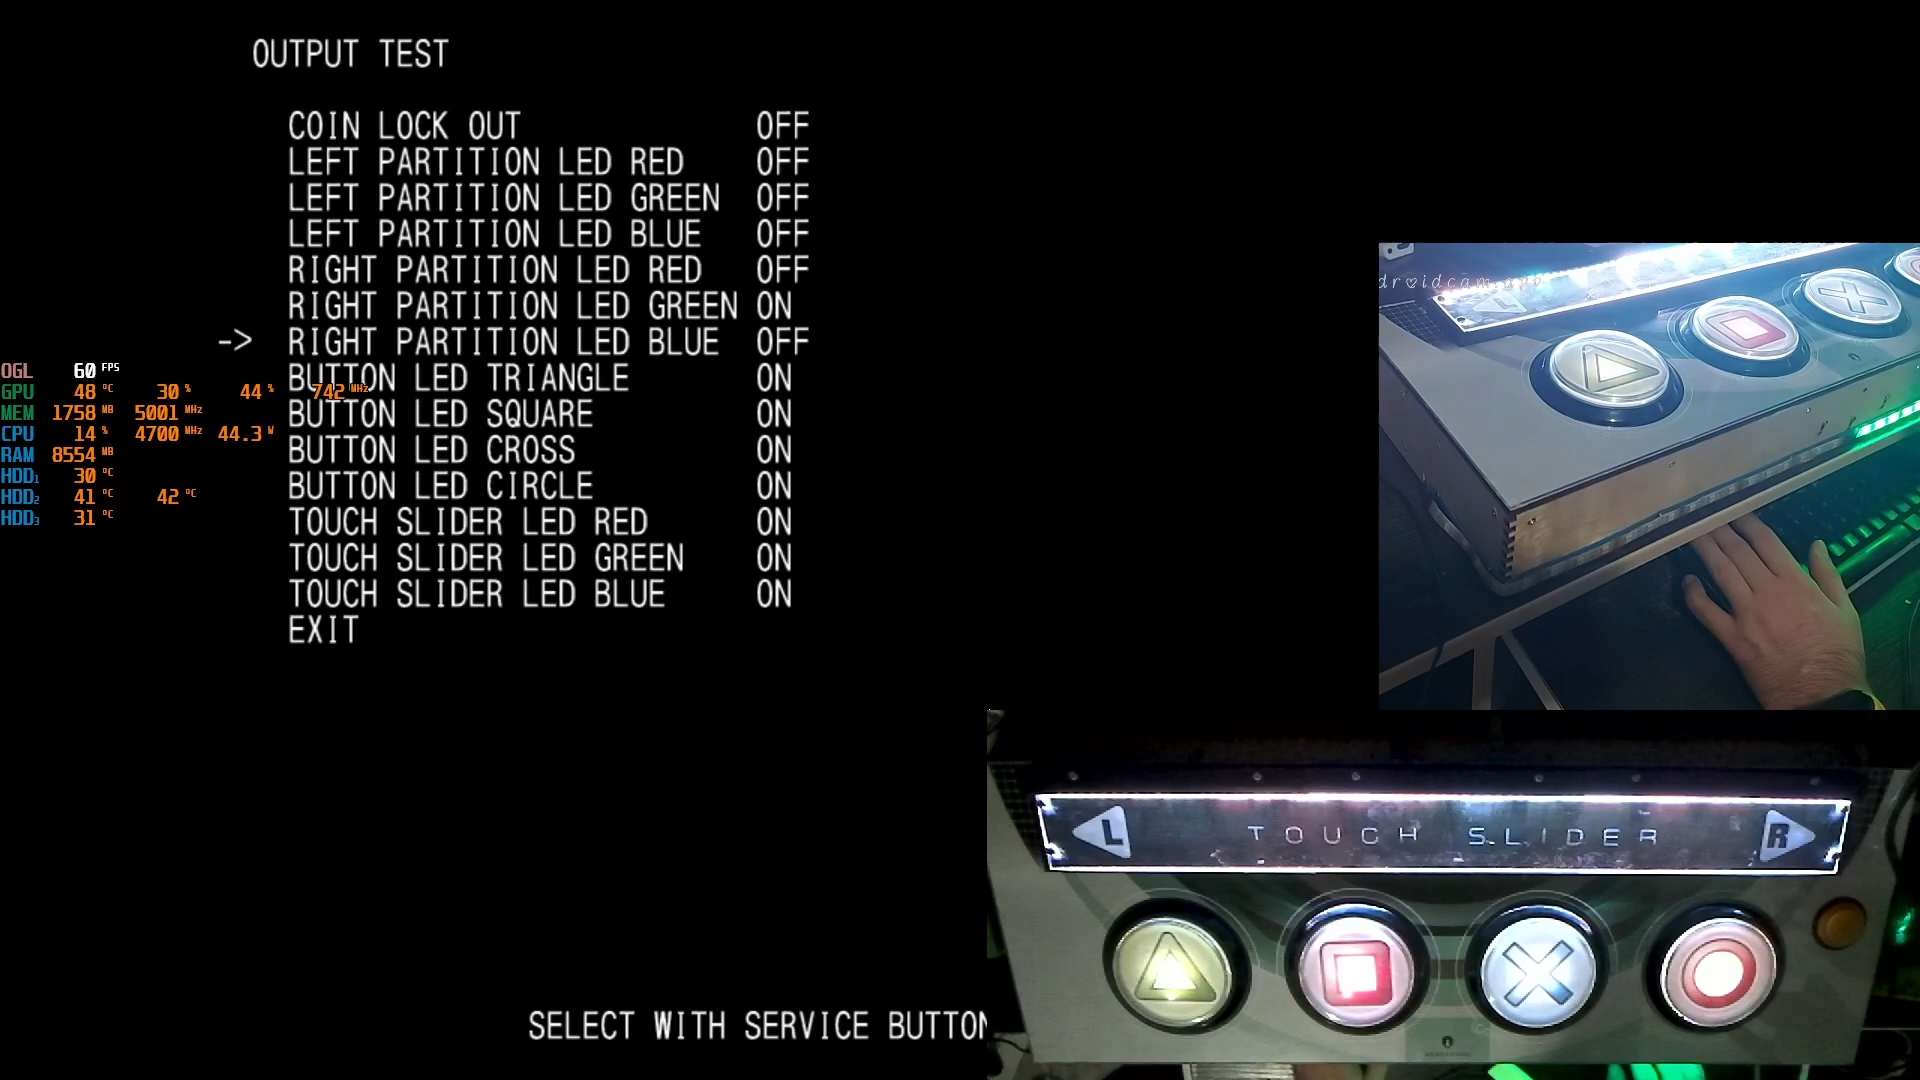 OUTPUT TEST
COIN LOCK OUT OFF
LEFT PARTITION LED RED OFF
LEFT PARTITION LED GREEN OFF
LEFT PARTITION LED BLUE OFF
RIGHT PARTITION LED RED OFF
RIGHT PARTITION LED GREEN ON
-> RIGHT PARTITION LED BLUE OFF
BUTTON LED TRIANGLE ON
BUTTON LED SQUARE ON
BUTTON LED CROSS ON
BUTTON LED CIRCLE ON
TOUCH SLIDER LED RED ON
TOUCH SLIDER LED GREEN ON
TOUCH SLIDER LED BLUE ON
EXIT
SELECT WITH SERVICE BUTTON
OGL 60 FPS
GPU 48 °C 30 % 44 % 742 MHz
MEM 1758 MB 5001 MHz
CPU 14 % 4700 MHz 44.3 W
RAM 8554 MB
HDD1 30 °C
HDD2 41 °C 42 °C
HDD3 31 °C
L TOUCH SLIDER R